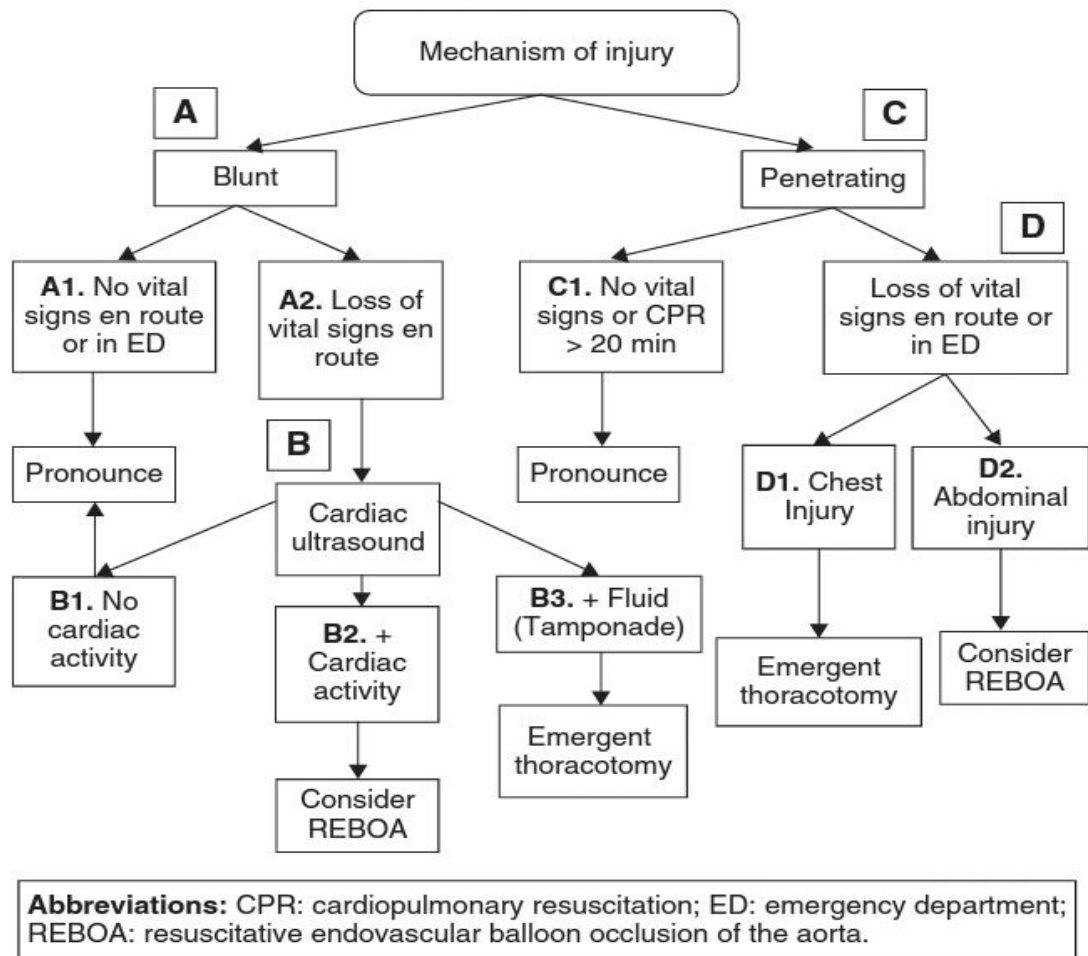 Mechanism of injury
A
C
Blunt
Penetrating
D
A1. No vital
signs en route
or in ED
A2. Loss of
vital signs en
route
C1. No vital
signs or CPR
> 20 min
Loss of vital
signs en route or
in ED
B
Pronounce
Cardiac
ultrasound
Pronounce
D1. Chest
Injury
D2.
Abdominal
injury
B1. No
cardiac
activity
B2. +
Cardiac
activity
B3. + Fluid
(Tamponade)
Emergent
thoracotomy
Consider
REBOA
Consider
REBOA
Emergent
thoracotomy
Abbreviations: CPR: cardiopulmonary resuscitation; ED: emergency department;
REBOA: resuscitative endovascular balloon occlusion of the aorta.